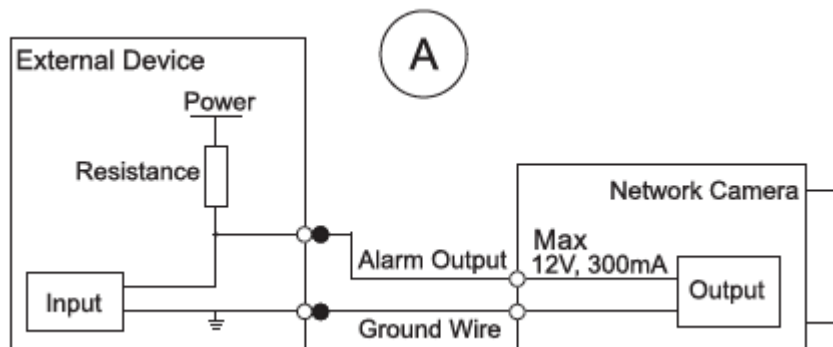 A
External Device
Power
Resistance
Network Camera
Max
12V, 300mA
Alarm Output
Output
Input
Ground Wire